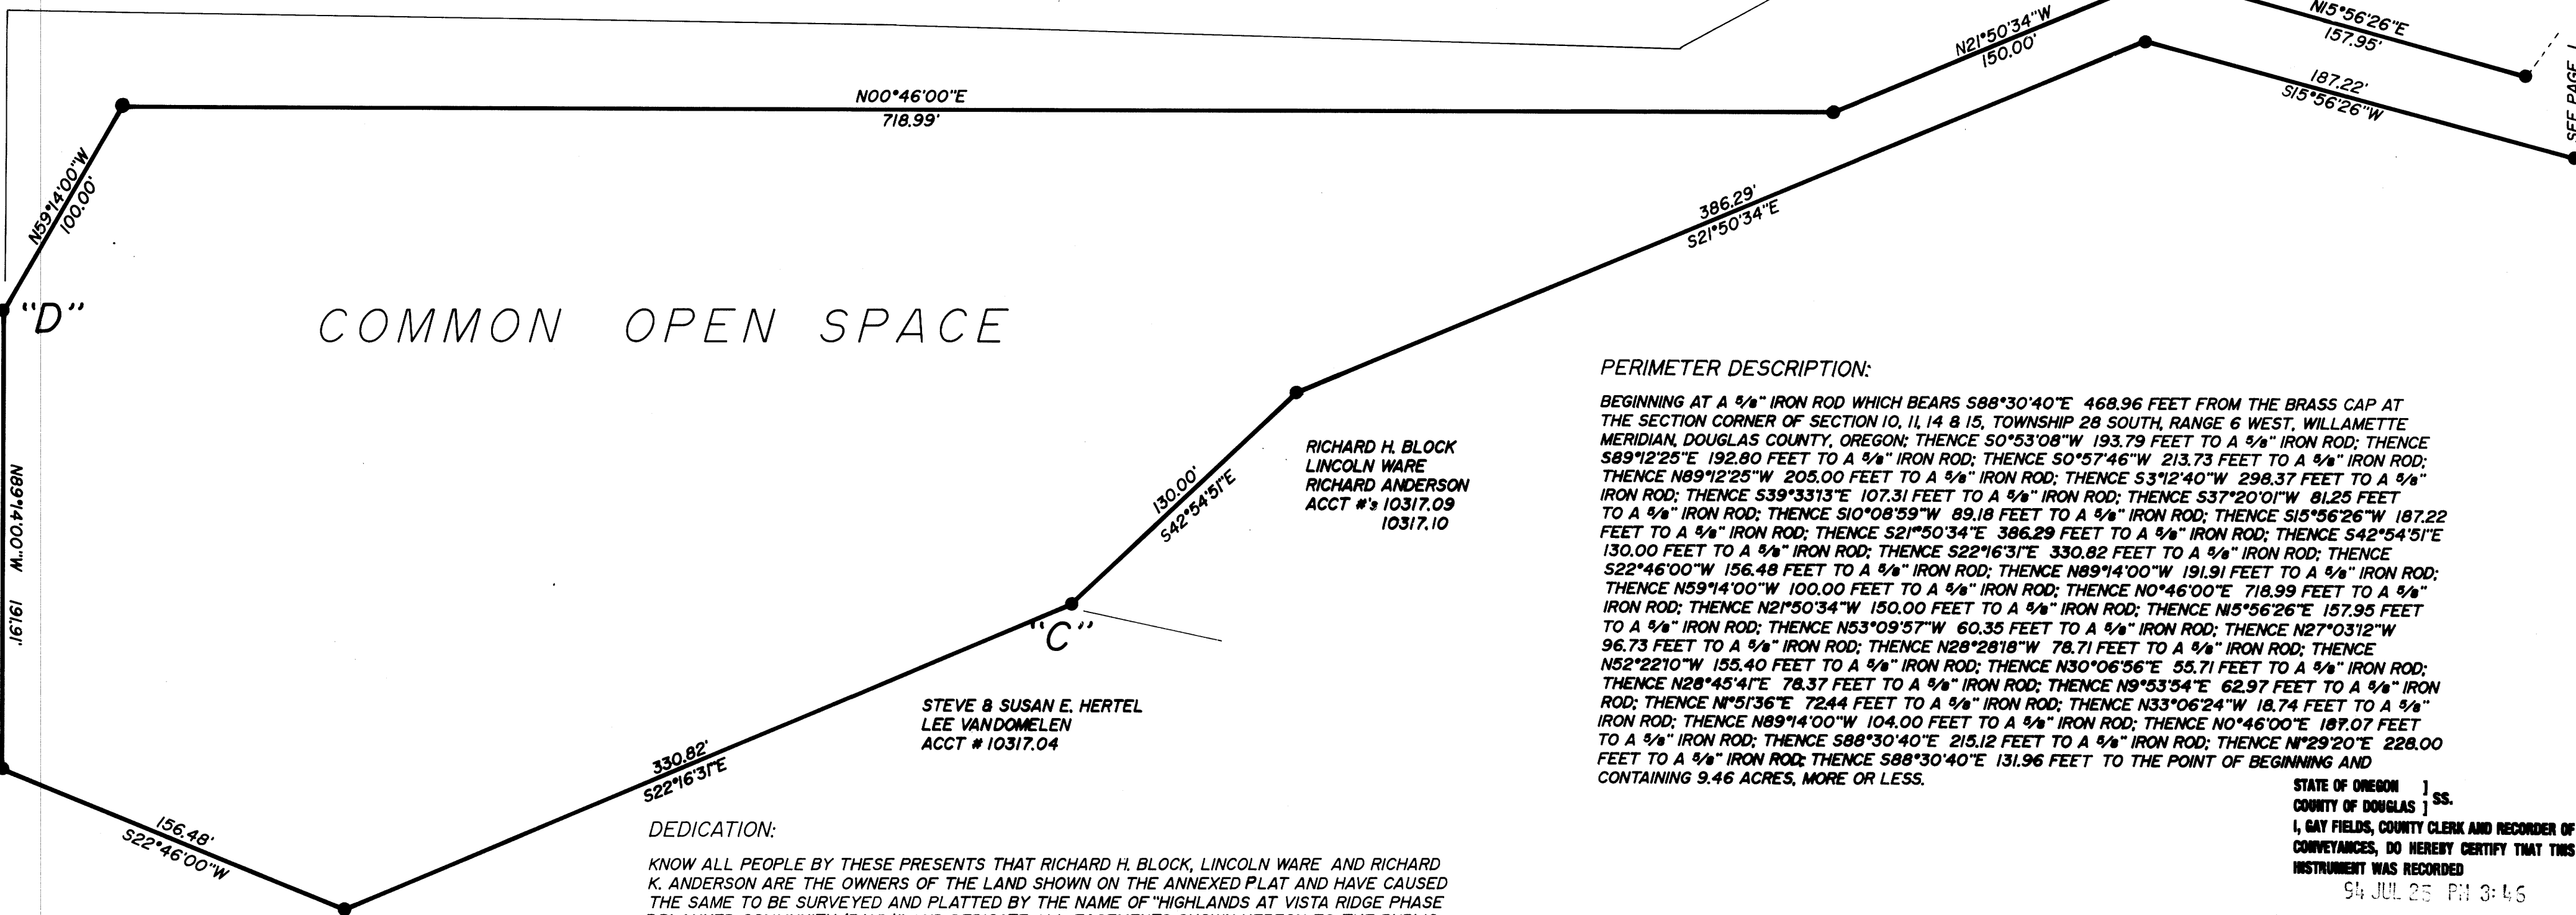 N15°56'26"E
157.95'
N21°50'34"W
150.00'
SEE PAGE 1
187.22'
S15°56'26"W
N00°46'00"E
718.99'
N59°14'00"W
100.00'
386.29'
S21°50'34"E
"D"
COMMON OPEN SPACE
PERIMETER DESCRIPTION:
BEGINNING AT A 5/8" IRON ROD WHICH BEARS S88°30'40"E 468.96 FEET FROM THE BRASS CAP AT
THE SECTION CORNER OF SECTION 10, 11, 14 & 15, TOWNSHIP 28 SOUTH, RANGE 6 WEST, WILLAMETTE
MERIDIAN, DOUGLAS COUNTY, OREGON; THENCE S0°53'08"W 193.79 FEET TO A 5/8" IRON ROD; THENCE
S89°12'25"E 192.80 FEET TO A 5/8" IRON ROD; THENCE S0°57'46"W 213.73 FEET TO A 5/8" IRON ROD;
THENCE N89°12'25"W 205.00 FEET TO A 5/8" IRON ROD; THENCE S3°12'40"W 298.37 FEET TO A 5/8"
IRON ROD; THENCE S39°33'13"E 107.31 FEET TO A 5/8" IRON ROD; THENCE S37°20'01"W 81.25 FEET
TO A 5/8" IRON ROD; THENCE S10°08'59"W 89.18 FEET TO A 5/8" IRON ROD; THENCE S15°56'26"W 187.22
FEET TO A 5/8" IRON ROD; THENCE S21°50'34"E 386.29 FEET TO A 5/8" IRON ROD; THENCE S42°54'51"E
130.00 FEET TO A 5/8" IRON ROD; THENCE S22°16'31"E 330.82 FEET TO A 5/8" IRON ROD; THENCE
S22°46'00"W 156.48 FEET TO A 5/8" IRON ROD; THENCE N89°14'00"W 191.91 FEET TO A 5/8" IRON ROD;
THENCE N59°14'00"W 100.00 FEET TO A 5/8" IRON ROD; THENCE N0°46'00"E 718.99 FEET TO A 5/8"
IRON ROD; THENCE N21°50'34"W 150.00 FEET TO A 5/8" IRON ROD; THENCE N15°56'26"E 157.95 FEET
TO A 5/8" IRON ROD; THENCE N53°09'57"W 60.35 FEET TO A 5/8" IRON ROD; THENCE N27°03'12"W
96.73 FEET TO A 5/8" IRON ROD; THENCE N28°28'18"W 78.71 FEET TO A 5/8" IRON ROD; THENCE
N52°22'10"W 155.40 FEET TO A 5/8" IRON ROD; THENCE N30°06'56"E 55.71 FEET TO A 5/8" IRON ROD;
THENCE N28°45'41"E 78.37 FEET TO A 5/8" IRON ROD; THENCE N9°53'54"E 62.97 FEET TO A 5/8" IRON
ROD; THENCE N1°51'36"E 72.44 FEET TO A 5/8" IRON ROD; THENCE N33°06'24"W 18.74 FEET TO A 5/8"
IRON ROD; THENCE N89°14'00"W 104.00 FEET TO A 5/8" IRON ROD; THENCE N0°46'00"E 187.07 FEET
TO A 5/8" IRON ROD; THENCE S88°30'40"E 215.12 FEET TO A 5/8" IRON ROD; THENCE N1°29'20"E 228.00
FEET TO A 5/8" IRON ROD; THENCE S88°30'40"E 131.96 FEET TO THE POINT OF BEGINNING AND
CONTAINING 9.46 ACRES, MORE OR LESS.
RICHARD H. BLOCK
LINCOLN WARE
RICHARD ANDERSON
ACCT #'s 10317.09
10317.10
130.00'
S42°54'51"E
N89°14'00"W 191.91'
"C"
STEVE & SUSAN E. HERTEL
LEE VANDOMELEN
ACCT # 10317.04
330.82'
S22°16'31"E
156.48'
S22°46'00"W
STATE OF OREGON ] SS.
COUNTY OF DOUGLAS ]
I, GAY FIELDS, COUNTY CLERK AND RECORDER OF
CONVEYANCES, DO HEREBY CERTIFY THAT THIS
INSTRUMENT WAS RECORDED
94 JUL 25 PM 3:46
DEDICATION:
KNOW ALL PEOPLE BY THESE PRESENTS THAT RICHARD H. BLOCK, LINCOLN WARE AND RICHARD
K. ANDERSON ARE THE OWNERS OF THE LAND SHOWN ON THE ANNEXED PLAT AND HAVE CAUSED
THE SAME TO BE SURVEYED AND PLATTED BY THE NAME OF "HIGHLANDS AT VISTA RIDGE PHASE